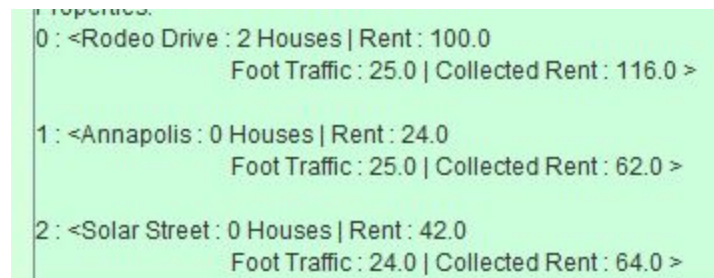 Properties:
0 : <Rodeo Drive : 2 Houses | Rent : 100.0
Foot Traffic : 25.0 | Collected Rent : 116.0 >
1 : <Annapolis : 0 Houses | Rent : 24.0
Foot Traffic : 25.0 | Collected Rent : 62.0 >
2 : <Solar Street : 0 Houses | Rent : 42.0
Foot Traffic : 24.0 | Collected Rent : 64.0 >